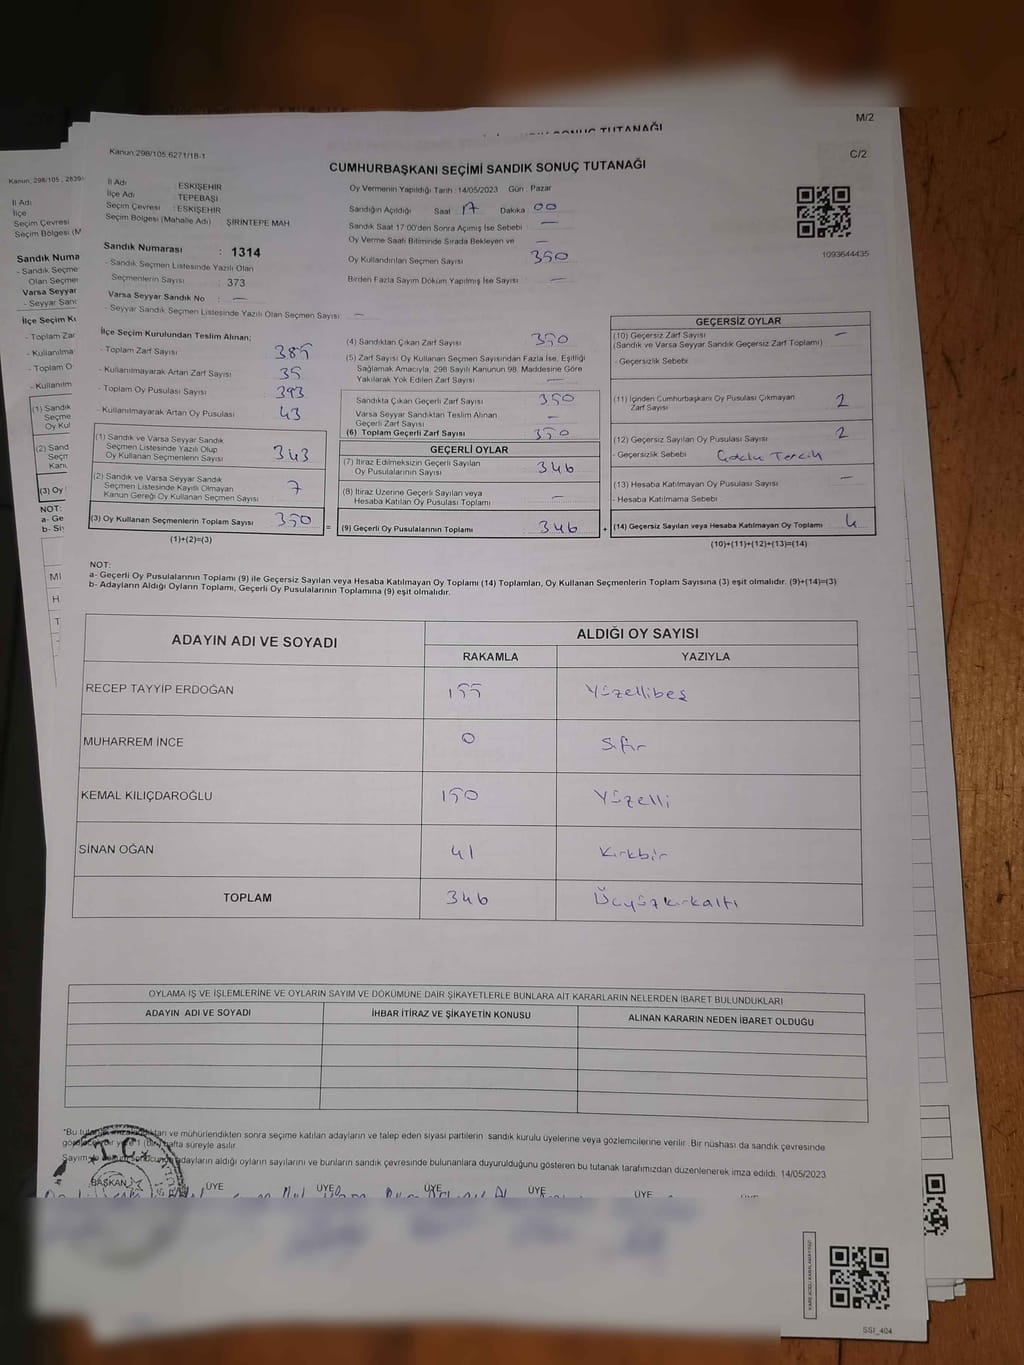 M/2
Kanun 298/105.6271/18-1
C/2
CUMHURBAŞKANI SEÇİMİ SANDIK SONUÇ TUTANAĞI
İl Adı : ESKİŞEHİR
İlçe Adı : TEPEBAŞI
Seçim Çevresi : ESKİŞEHİR
Seçim Bölgesi (Mahalle Adı) ŞİRİNTEPE MAH.
Sandık Numarası : 1314
- Sandık Seçmen Listesinde Yazılı Olan
Seçmenlerin Sayısı : 373
Varsa Seyyar Sandık No : —
- Seyyar Sandık Seçmen Listesinde Yazılı Olan Seçmen Sayısı : —
Oy Vermenin Yapıldığı Tarih : 14/05/2023 Gün : Pazar
Sandığın Açıldığı Saat 17 Dakika 00
Sandık Saat 17:00'den Sonra Açımış İse Sebebi —
Oy Verme Saati Bitiminde Sırada Bekleyen ve —
Oy Kullandırılan Seçmen Sayısı 350
Birden Fazla Sayım Döküm Yapılmış İse Sayısı —
1093644435
İlçe Seçim Kurulundan Teslim Alınan;
- Toplam Zarf Sayısı 385
- Kullanılmayarak Artan Zarf Sayısı 35
- Toplam Oy Pusulası Sayısı 393
- Kullanılmayarak Artan Oy Pusulası 43
(1) Sandık ve Varsa Seyyar Sandık
Seçmen Listesinde Yazılı Olup
Oy Kullanan Seçmenlerin Sayısı 343
(2) Sandık ve Varsa Seyyar Sandık
Seçmen Listesinde Kayıtlı Olmayan
Kanun Gereği Oy Kullanan Seçmen Sayısı 7
(3) Oy Kullanan Seçmenlerin Toplam Sayısı 350
(1)+(2)=(3)
(4) Sandıktan Çıkan Zarf Sayısı 350
(5) Zarf Sayısı Oy Kullanan Seçmen Sayısından Fazla İse, Eşitliği
Sağlamak Amacıyla, 298 Sayılı Kanunun 98. Maddesine Göre
Yakılarak Yok Edilen Zarf Sayısı —
Sandıkta Çıkan Geçerli Zarf Sayısı 350
Varsa Seyyar Sandıktan Teslim Alınan
Geçerli Zarf Sayısı —
(6) Toplam Geçerli Zarf Sayısı 350
GEÇERLİ OYLAR
(7) İtiraz Edilmeksizin Geçerli Sayılan
Oy Pusulalarının Sayısı 346
(8) İtiraz Üzerine Geçerli Sayılan veya
Hesaba Katılan Oy Pusulası Toplamı —
= (9) Geçerli Oy Pusulalarının Toplamı 346
GEÇERSİZ OYLAR
(10) Geçersiz Zarf Sayısı —
(Sandık ve Varsa Seyyar Sandık Geçersiz Zarf Toplamı)
- Geçersizlik Sebebi
(11) İçinden Cumhurbaşkanı Oy Pusulası Çıkmayan
Zarf Sayısı 2
(12) Geçersiz Sayılan Oy Pusulası Sayısı 2
- Geçersizlik Sebebi Çoklu Tercih
(13) Hesaba Katılmayan Oy Pusulası Sayısı —
- Hesaba Katılmama Sebebi
+ (14) Geçersiz Sayılan veya Hesaba Katılmayan Oy Toplamı 4
(10)+(11)+(12)+(13)=(14)
NOT:
a- Geçerli Oy Pusulalarının Toplamı (9) ile Geçersiz Sayılan veya Hesaba Katılmayan Oy Toplamı (14) Toplamları, Oy Kullanan Seçmenlerin Toplam Sayısına (3) eşit olmalıdır. (9)+(14)=(3)
b- Adayların Aldığı Oyların Toplamı, Geçerli Oy Pusulalarının Toplamına (9) eşit olmalıdır.
ADAYIN ADI VE SOYADI ALDIĞI OY SAYISI
RAKAMLA YAZIYLA
RECEP TAYYİP ERDOĞAN 155 Yüzellibeş
MUHARREM İNCE 0 Sıfır
KEMAL KILIÇDAROĞLU 150 Yüzelli
SİNAN OĞAN 41 Kırkbir
TOPLAM 346 Üçyüzkırkaltı
OYLAMA İŞ VE İŞLEMLERİNE VE OYLARIN SAYIM VE DÖKÜMÜNE DAİR ŞİKAYETLERLE BUNLARA AİT KARARLARIN NELERDEN İBARET BULUNDUKLARI
ADAYIN ADI VE SOYADI İHBAR İTİRAZ VE ŞİKAYETİN KONUSU ALINAN KARARIN NEDEN İBARET OLDUĞU
*Bu ve mühürlendikten sonra seçime katılan adayların ve talep eden siyasi partilerin sandık kurulu üyelerine veya gözlemcilerine verilir. Bir nüshası da sandık çevresinde
hafta süreyle asılır.
adayların aldığı oyların sayılarını ve bunların sandık çevresinde bulunanlara duyurulduğunu gösteren bu tutanak tarafımızdan düzenlenerek imza edildi. 14/05/2023
T.C.
BAŞKAN ÜYE ÜYE ÜYE ÜYE
SSI_404